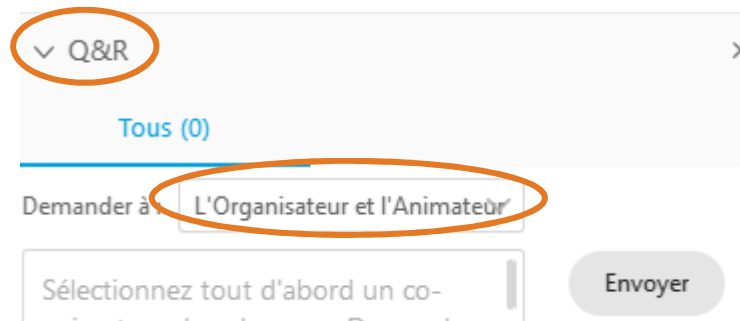 Q&R
Tous (0)
Demander à : L'Organisateur et l'Animateur
Sélectionnez tout d'abord un co-
Envoyer